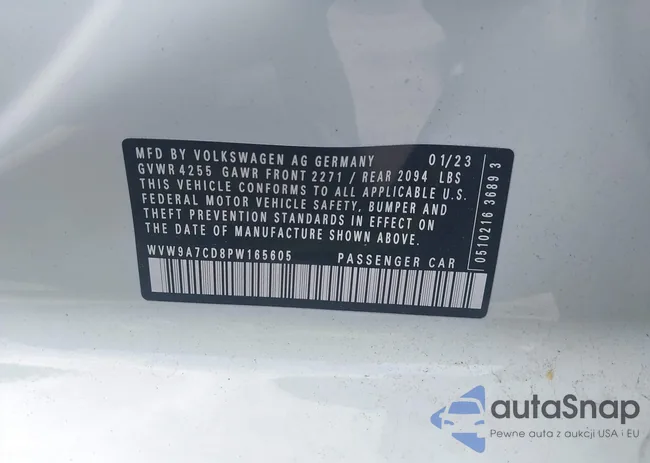 MFD BY VOLKSWAGEN AG GERMANY 01/23
GVWR 4255 GAWR FRONT 2271 / REAR 2094 LBS
THIS VEHICLE CONFORMS TO ALL APPLICABLE U.S.
FEDERAL MOTOR VEHICLE SAFETY, BUMPER AND
THEFT PREVENTION STANDARDS IN EFFECT ON
THE DATE OF MANUFACTURE SHOWN ABOVE.
WVW9A7CD8PW165605 PASSENGER CAR
0510216 36893
autaSnap
Pewne auta z aukcji USA i EU